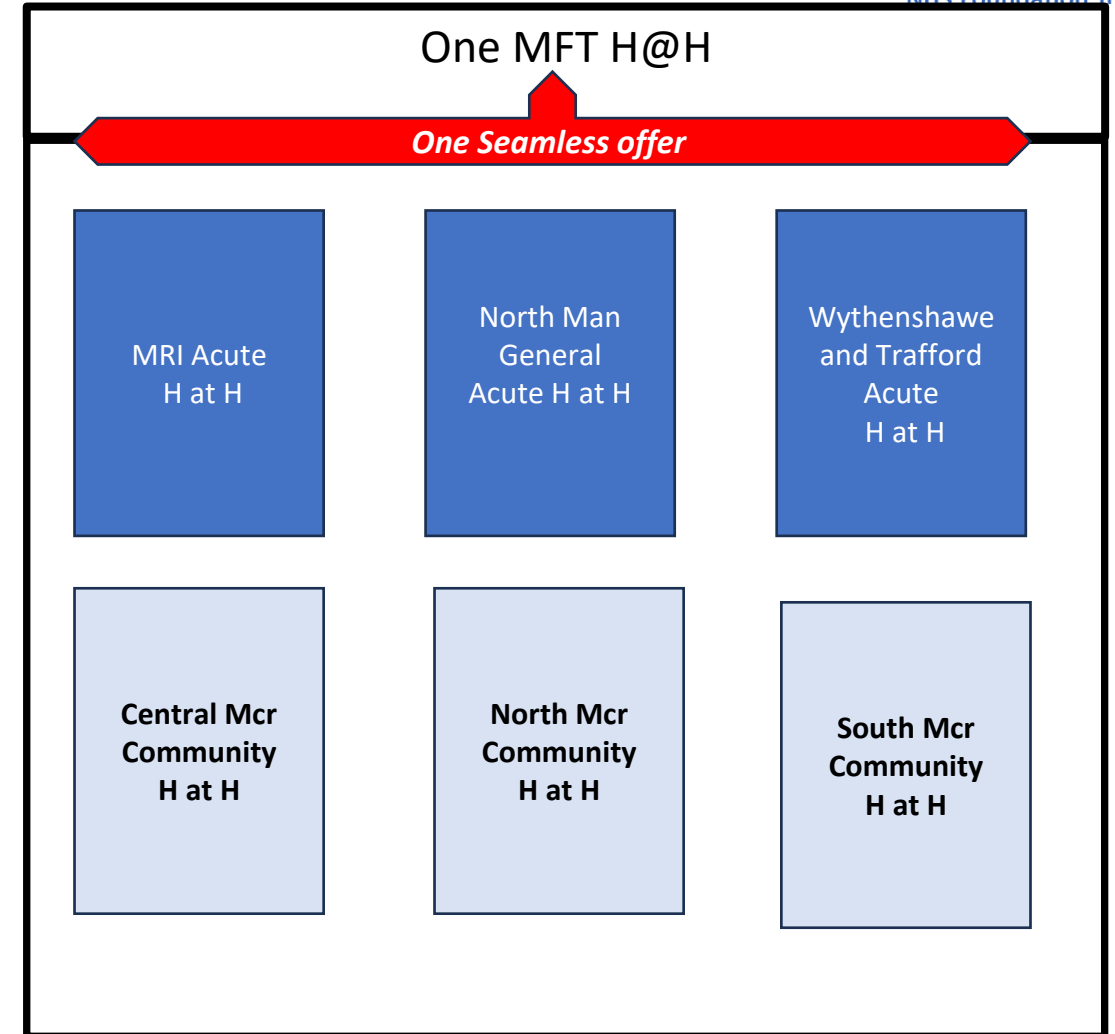 One MFT H@H
One Seamless offer
MRI Acute
H at H
North Man
General
Acute H at H
Wythenshawe
and Trafford
Acute
H at H
Central Mcr
Community
H at H
North Mcr
Community
H at H
South Mcr
Community
H at H